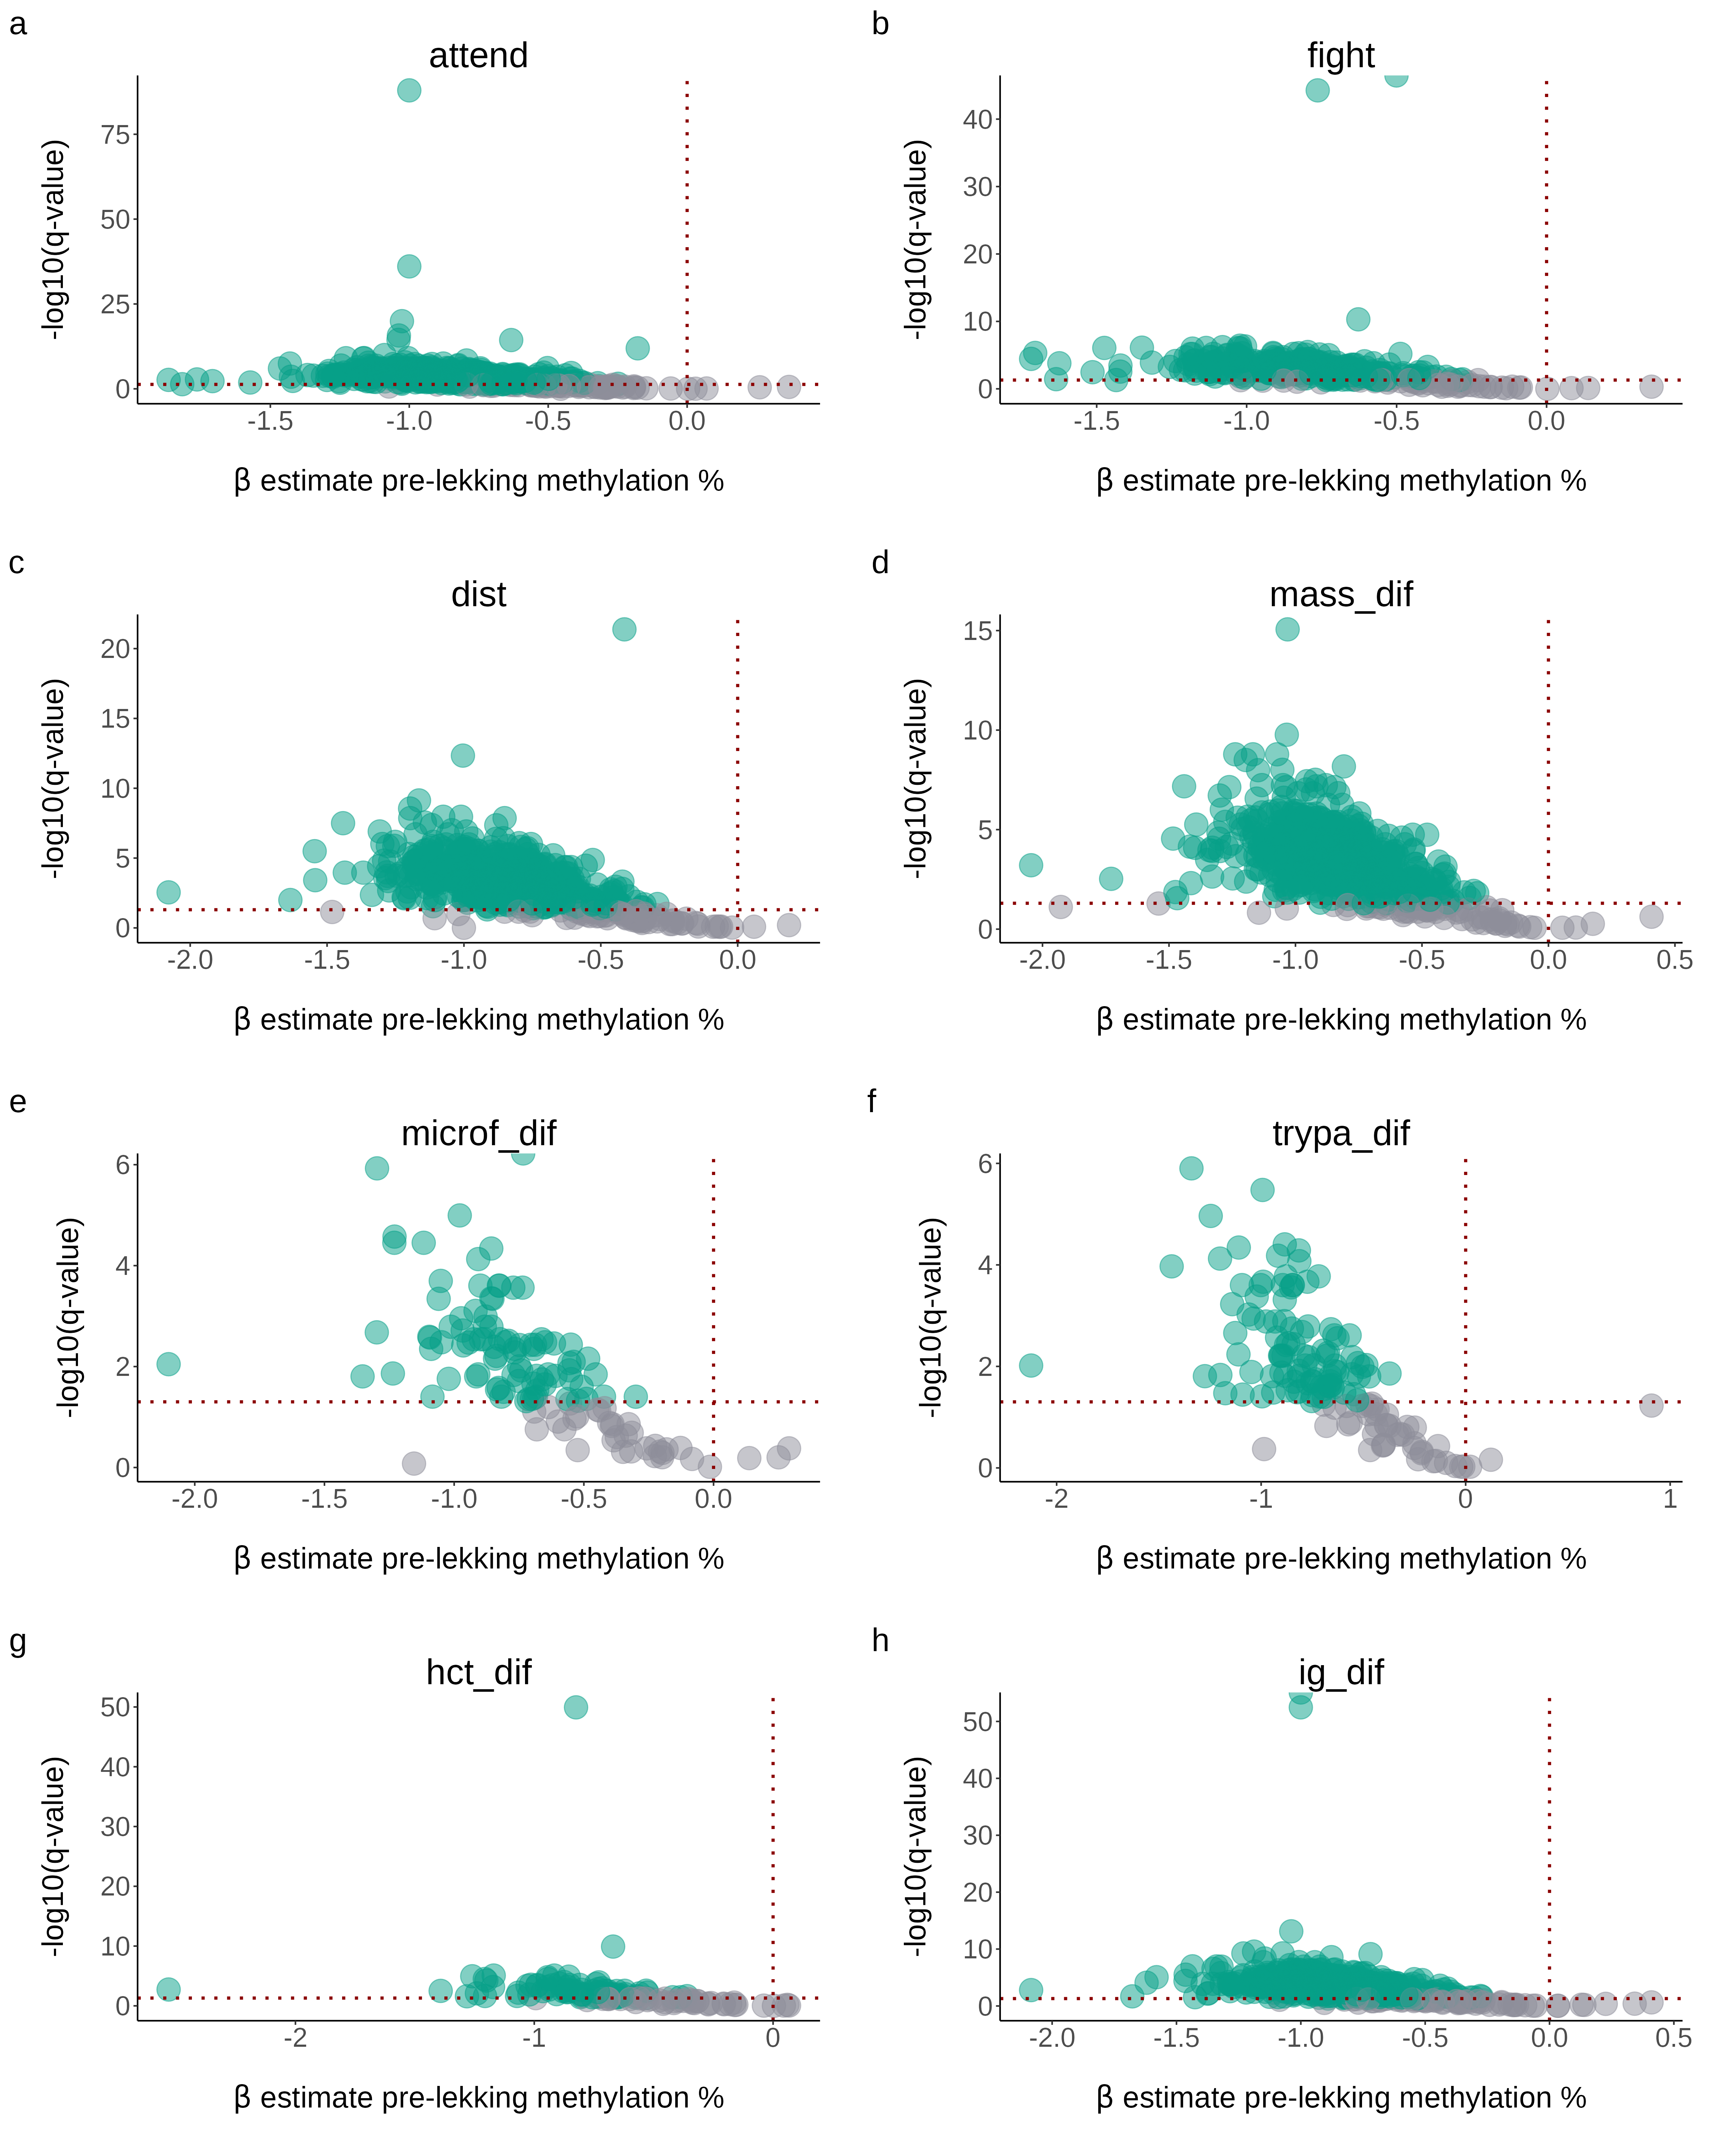 a
attend
-log10(q-value)
75
50
25
0
-1.5 -1.0 -0.5 0.0
β estimate pre-lekking methylation %
b
fight
-log10(q-value)
40
30
20
10
0
-1.5 -1.0 -0.5 0.0
β estimate pre-lekking methylation %
c
dist
-log10(q-value)
20
15
10
5
0
-2.0 -1.5 -1.0 -0.5 0.0
β estimate pre-lekking methylation %
d
mass_dif
-log10(q-value)
15
10
5
0
-2.0 -1.5 -1.0 -0.5 0.0 0.5
β estimate pre-lekking methylation %
e
microf_dif
-log10(q-value)
6
4
2
0
-2.0 -1.5 -1.0 -0.5 0.0
β estimate pre-lekking methylation %
f
trypa_dif
-log10(q-value)
6
4
2
0
-2 -1 0 1
β estimate pre-lekking methylation %
g
hct_dif
-log10(q-value)
50
40
30
20
10
0
-2 -1 0
β estimate pre-lekking methylation %
h
ig_dif
-log10(q-value)
50
40
30
20
10
0
-2.0 -1.5 -1.0 -0.5 0.0 0.5
β estimate pre-lekking methylation %